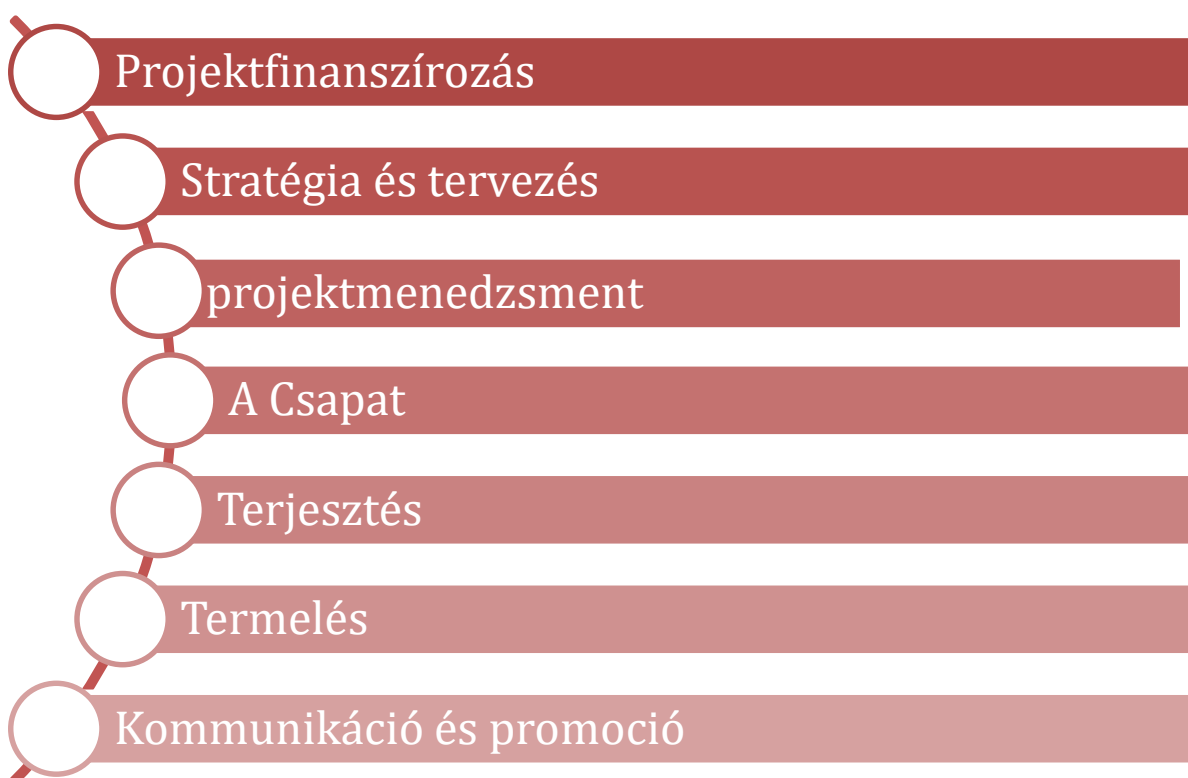 Projektfinanszírozás
Stratégia és tervezés
projektmenedzsment
A Csapat
Terjesztés
Termelés
Kommunikáció és promoció